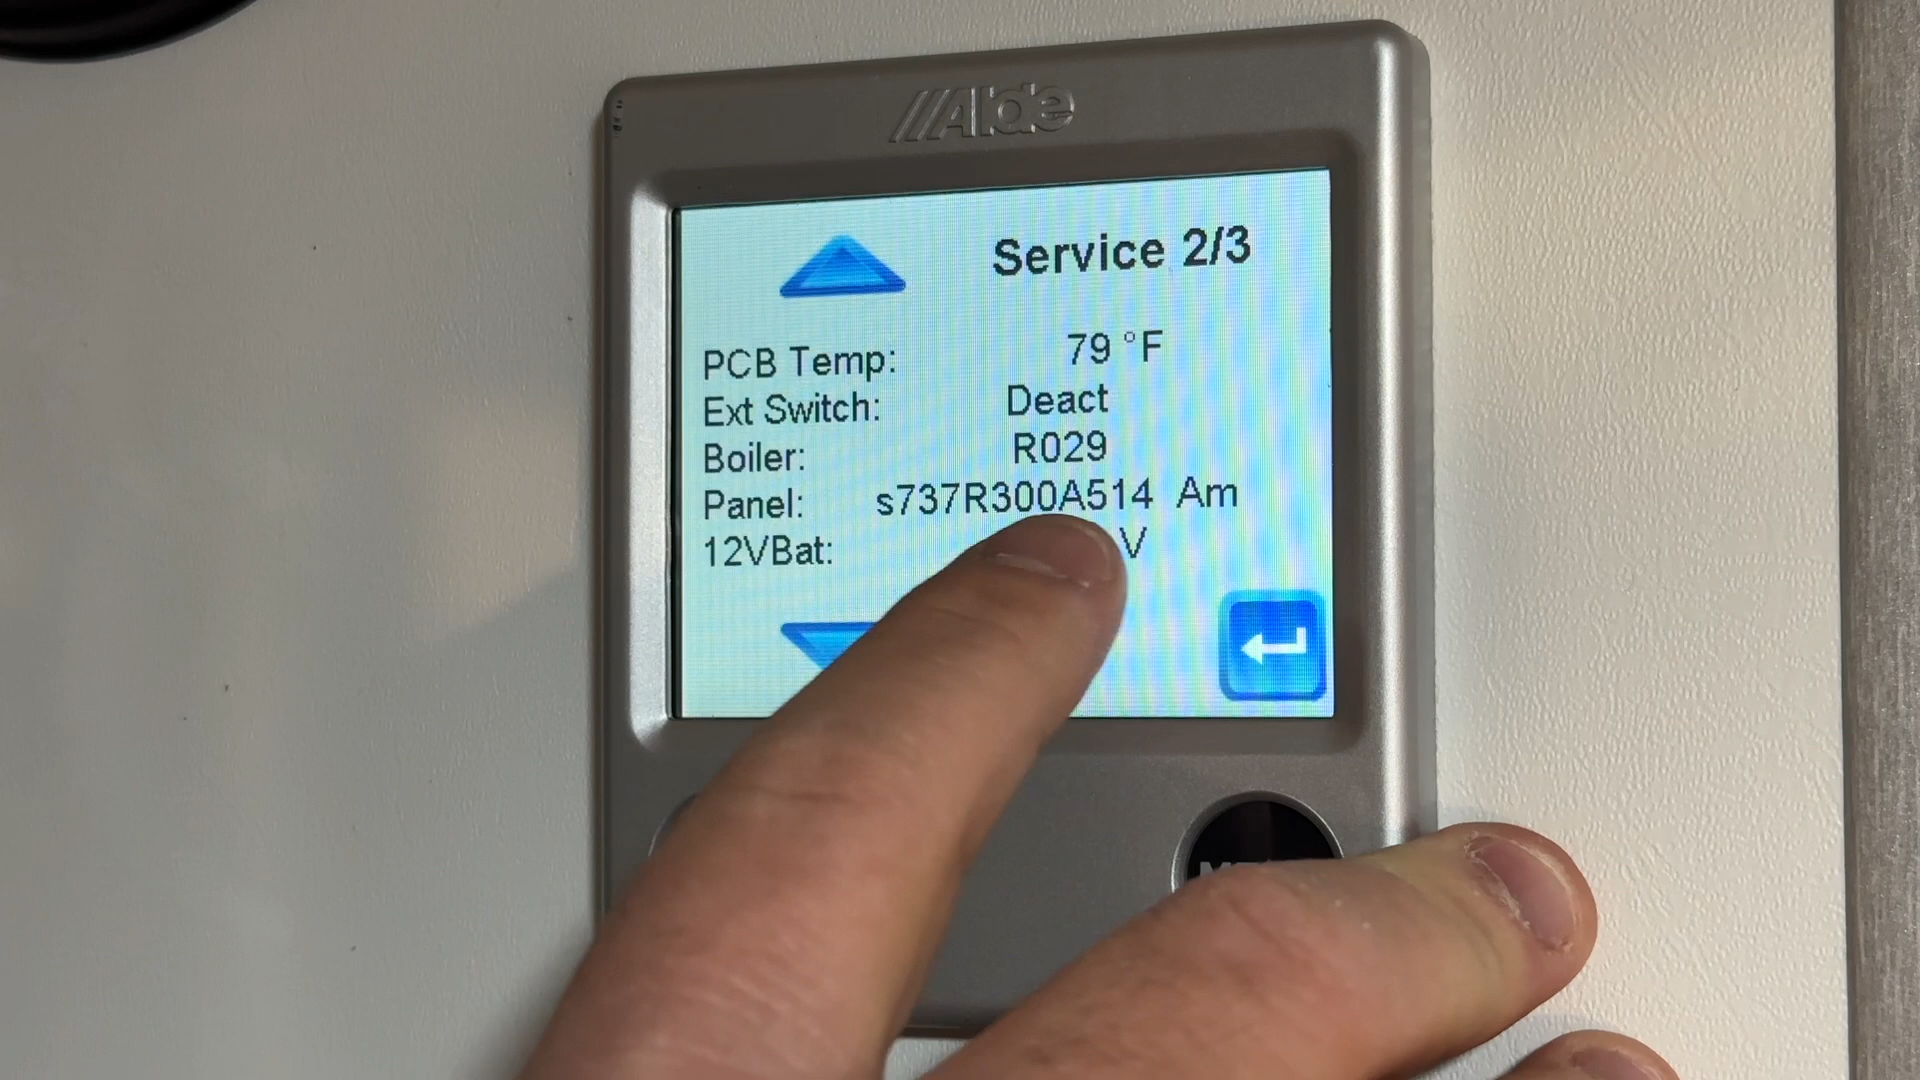 Alde
Service 2/3
PCB Temp: 79 °F
Ext Switch: Deact
Boiler: R029
Panel: s737R300A514 Am
12VBat: V